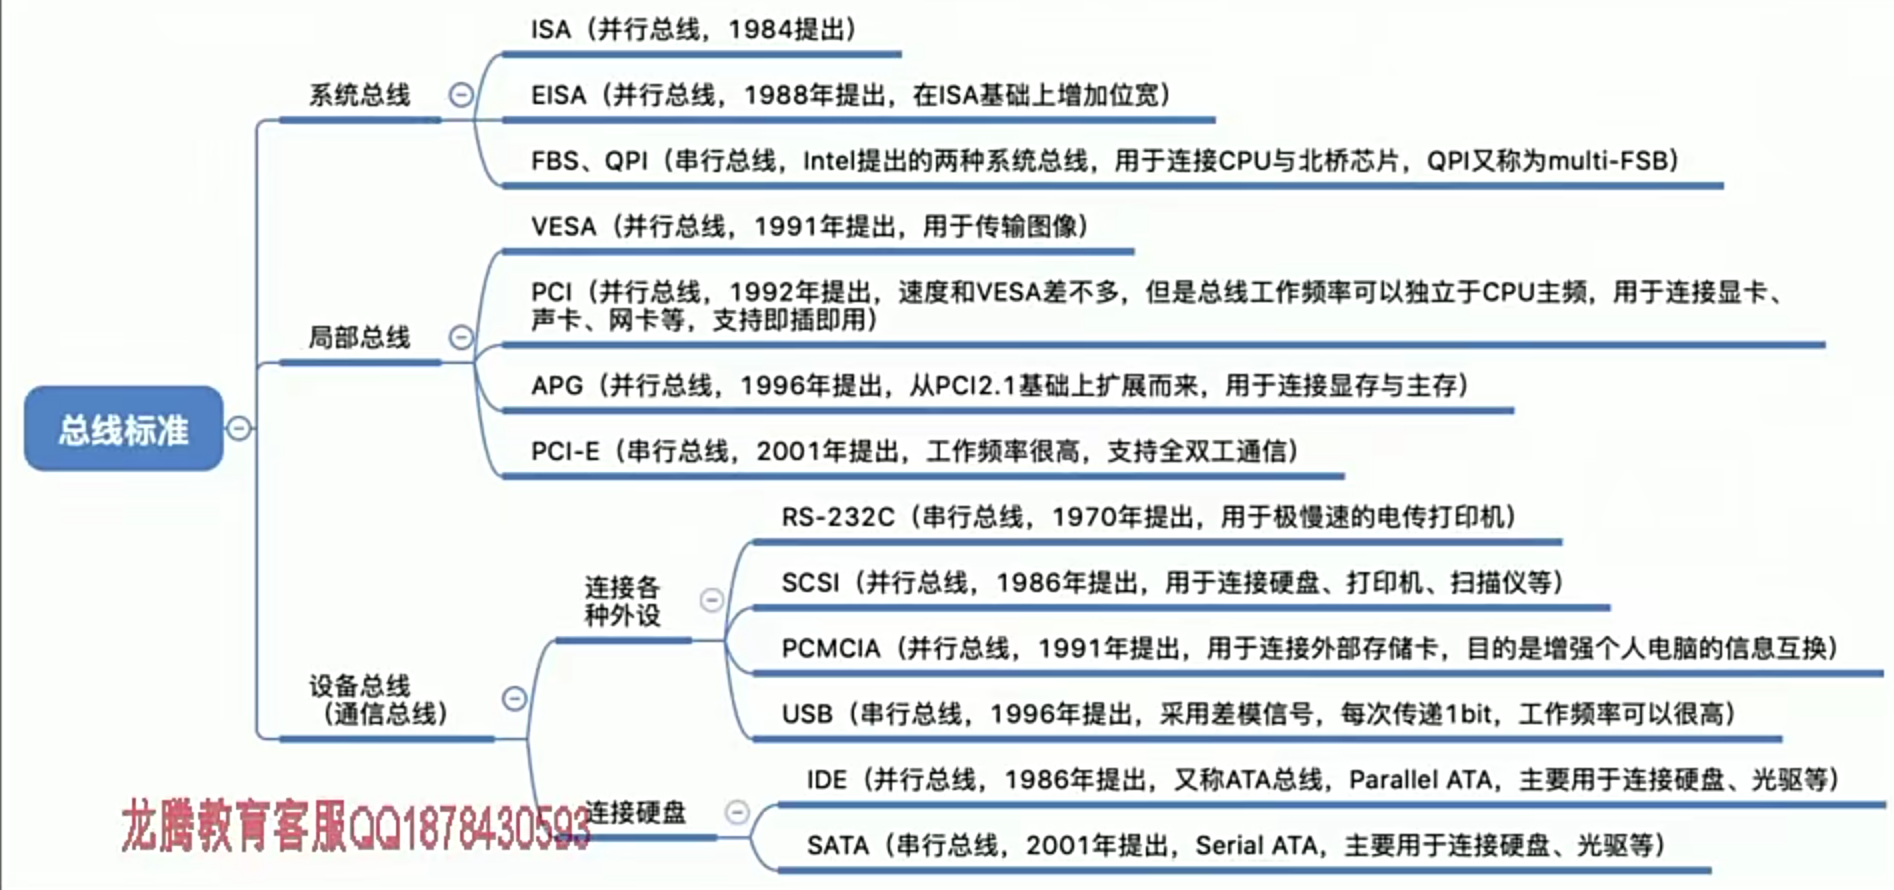 ISA（并行总线，1984提出）
系统总线
EISA（并行总线，1988年提出，在ISA基础上增加位宽）
FBS、QPI（串行总线，Intel提出的两种系统总线，用于连接CPU与北桥芯片，QPI又称为multi-FSB）
VESA（并行总线，1991年提出，用于传输图像）
PCI（并行总线，1992年提出，速度和VESA差不多，但是总线工作频率可以独立于CPU主频，用于连接显卡、
声卡、网卡等，支持即插即用）
局部总线
APG（并行总线，1996年提出，从PCI2.1基础上扩展而来，用于连接显存与主存）
总线标准
PCI-E（串行总线，2001年提出，工作频率很高，支持全双工通信）
RS-232C（串行总线，1970年提出，用于极慢速的电传打印机）
连接各
种外设
SCSI（并行总线，1986年提出，用于连接硬盘、打印机、扫描仪等）
PCMCIA（并行总线，1991年提出，用于连接外部存储卡，目的是增强个人电脑的信息互换）
设备总线
（通信总线）
USB（串行总线，1996年提出，采用差模信号，每次传递1bit，工作频率可以很高）
IDE（并行总线，1986年提出，又称ATA总线，Parallel ATA，主要用于连接硬盘、光驱等）
连接硬盘
SATA（串行总线，2001年提出，Serial ATA，主要用于连接硬盘、光驱等）
龙腾教育客服QQ1878430593